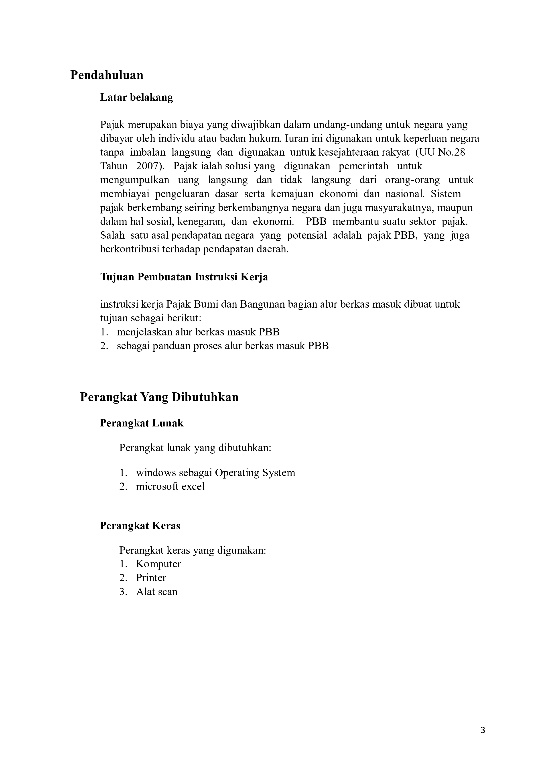 Pendahuluan
Latar belakang
Pajak merupakan biaya yang diwajibkan dalam undang-undang untuk negara yang
dibayar oleh individu atau badan hukum. Iuran ini digunakan untuk keperluan negara
tanpa imbalan langsung dan digunakan untuk kesejahteraan rakyat (UU No.28
Tahun 2007). Pajak ialah solusi yang digunakan pemerintah untuk
mengumpulkan uang langsung dan tidak langsung dari orang-orang untuk
membiayai pengeluaran dasar serta kemajuan ekonomi dan nasional. Sistem
pajak berkembang seiring berkembangnya negara dan juga masyarakatnya, maupun
dalam hal sosial, kenegaran, dan ekonomi. PBB membantu suatu sektor pajak.
Salah satu asal pendapatan negara yang potensial adalah pajak PBB, yang juga
berkontribusi terhadap pendapatan daerah.
Tujuan Pembuatan Instruksi Kerja
instruksi kerja Pajak Bumi dan Bangunan bagian alur berkas masuk dibuat untuk
tujuan sebagai berikut:
1. menjelaskan alur berkas masuk PBB
2. sebagai panduan proses alur berkas masuk PBB
Perangkat Yang Dibutuhkan
Perangkat Lunak
Perangkat lunak yang dibutuhkan:
1. windows sebagai Operating System
2. microsoft excel
Perangkat Keras
Perangkat keras yang digunakan:
1. Komputer
2. Printer
3. Alat scan
3